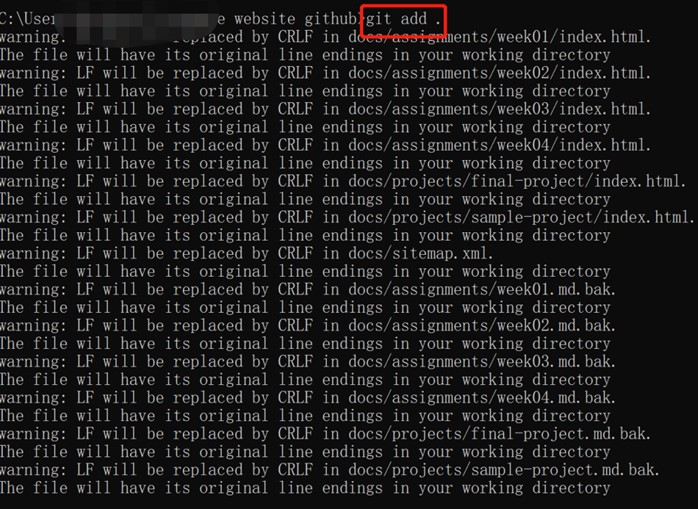 C:\User e website github>git add .
warning: replaced by CRLF in docs/assignments/week01/index.html.
The file will have its original line endings in your working directory
warning: LF will be replaced by CRLF in docs/assignments/week02/index.html.
The file will have its original line endings in your working directory
warning: LF will be replaced by CRLF in docs/assignments/week03/index.html.
The file will have its original line endings in your working directory
warning: LF will be replaced by CRLF in docs/assignments/week04/index.html.
The file will have its original line endings in your working directory
warning: LF will be replaced by CRLF in docs/projects/final-project/index.html.
The file will have its original line endings in your working directory
warning: LF will be replaced by CRLF in docs/projects/sample-project/index.html.
The file will have its original line endings in your working directory
warning: LF will be replaced by CRLF in docs/sitemap.xml.
The file will have its original line endings in your working directory
warning: LF will be replaced by CRLF in docs/assignments/week01.md.bak.
The file will have its original line endings in your working directory
warning: LF will be replaced by CRLF in docs/assignments/week02.md.bak.
The file will have its original line endings in your working directory
warning: LF will be replaced by CRLF in docs/assignments/week03.md.bak.
The file will have its original line endings in your working directory
warning: LF will be replaced by CRLF in docs/assignments/week04.md.bak.
The file will have its original line endings in your working directory
warning: LF will be replaced by CRLF in docs/projects/final-project.md.bak.
The file will have its original line endings in your working directory
warning: LF will be replaced by CRLF in docs/projects/sample-project.md.bak.
The file will have its original line endings in your working directory